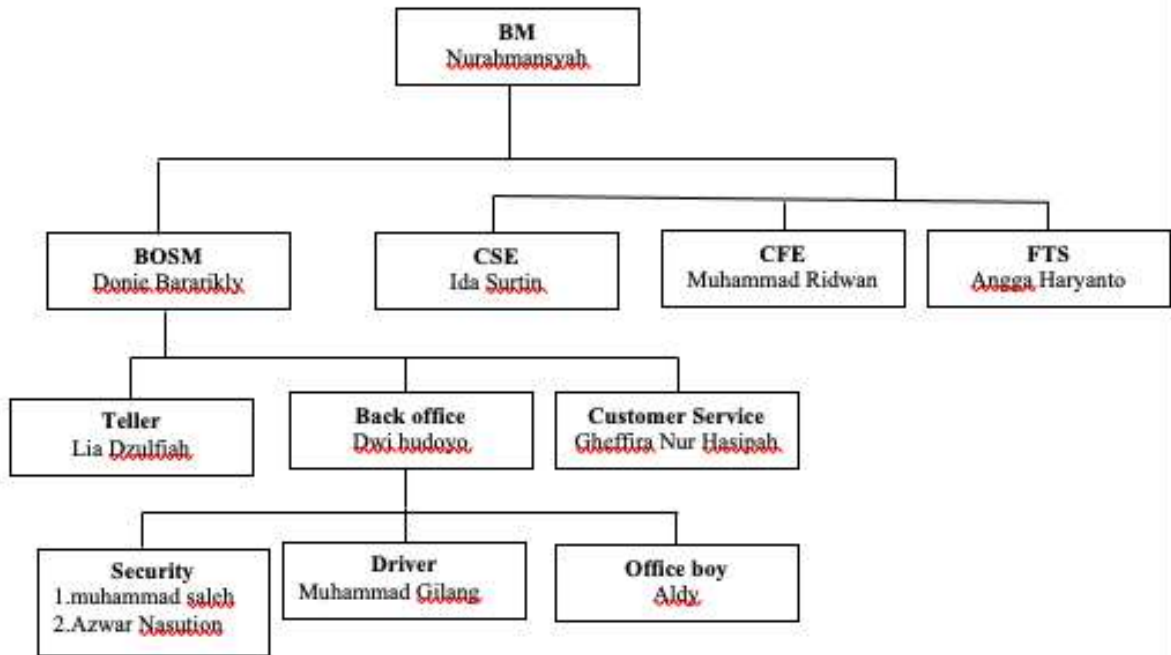 BM
Nurahmansyah
BOSM
Donie Bararikly
CSE
Ida Surtin
CFE
Muhammad Ridwan
FTS
Angga Haryanto
Teller
Lia Dzulfiah
Back office
Dwi budoyo
Customer Service
Gheffira Nur Hasipah
Security
1.muhammad saleh
2.Azwar Nasution
Driver
Muhammad Gilang
Office boy
Aldy